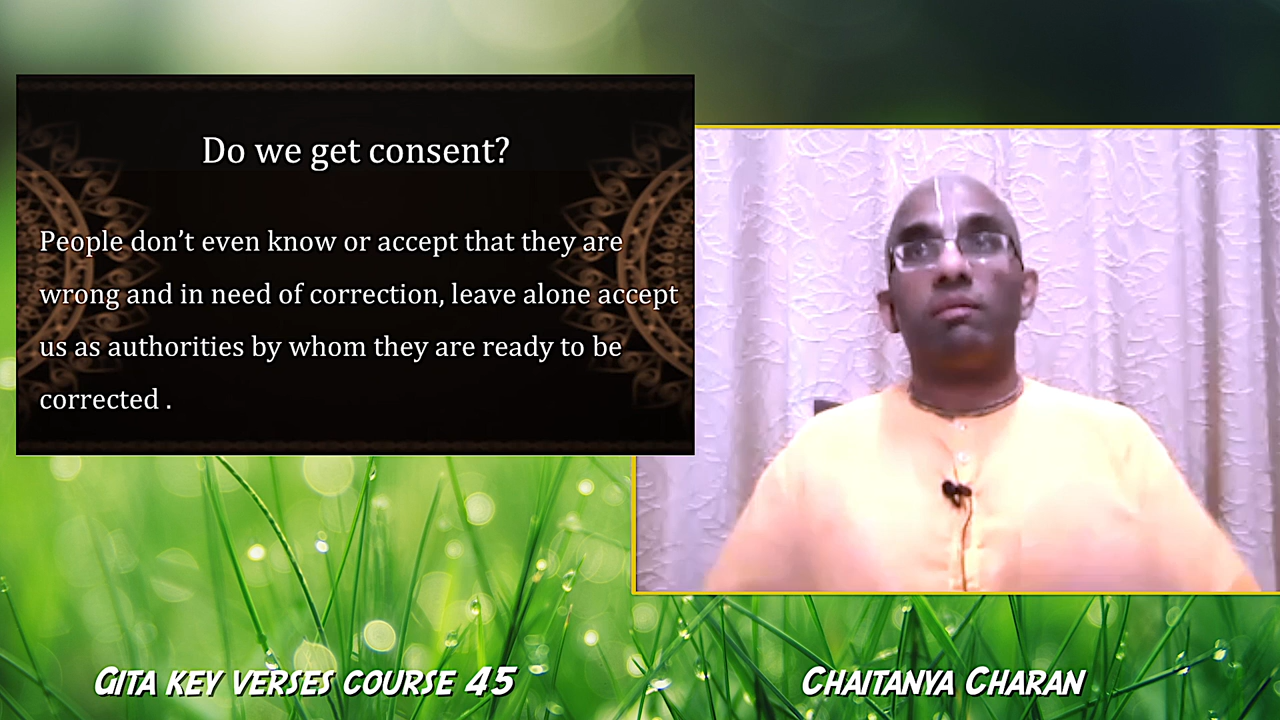 Do we get consent?
People don’t even know or accept that they are
wrong and in need of correction, leave alone accept
us as authorities by whom they are ready to be
corrected .
GITA KEY VERSES COURSE 45
CHAITANYA CHARAN